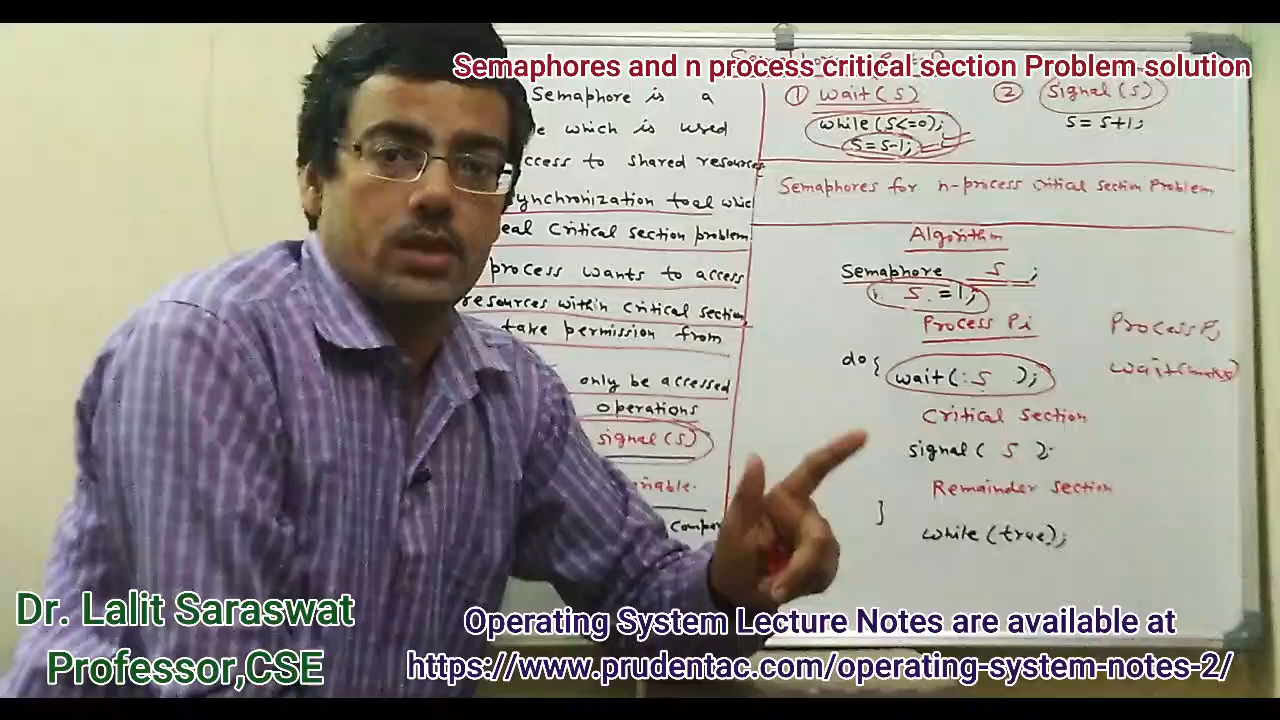 Semaphores and n process critical section Problem solution
Semaphore is a
which is used
ccess to shared resources
synchronization tool which
eal critical section problem
process wants to access
resources within critical section
take permission from
only be accessed
operations
signal (S)
① wait (S)
while (S<=0);
S = S-1;
② Signal (S)
S = S+1;
Semaphores for n-process critical section Problem
Algorithm
Semaphore S ;
S = 1;
Process Pi
do {
wait ( S );
Critical section
signal ( S );
Remainder section
}
while (true);
Process Pj
Dr. Lalit Saraswat
Professor,CSE
Operating System Lecture Notes are available at
https://www.prudentac.com/operating-system-notes-2/